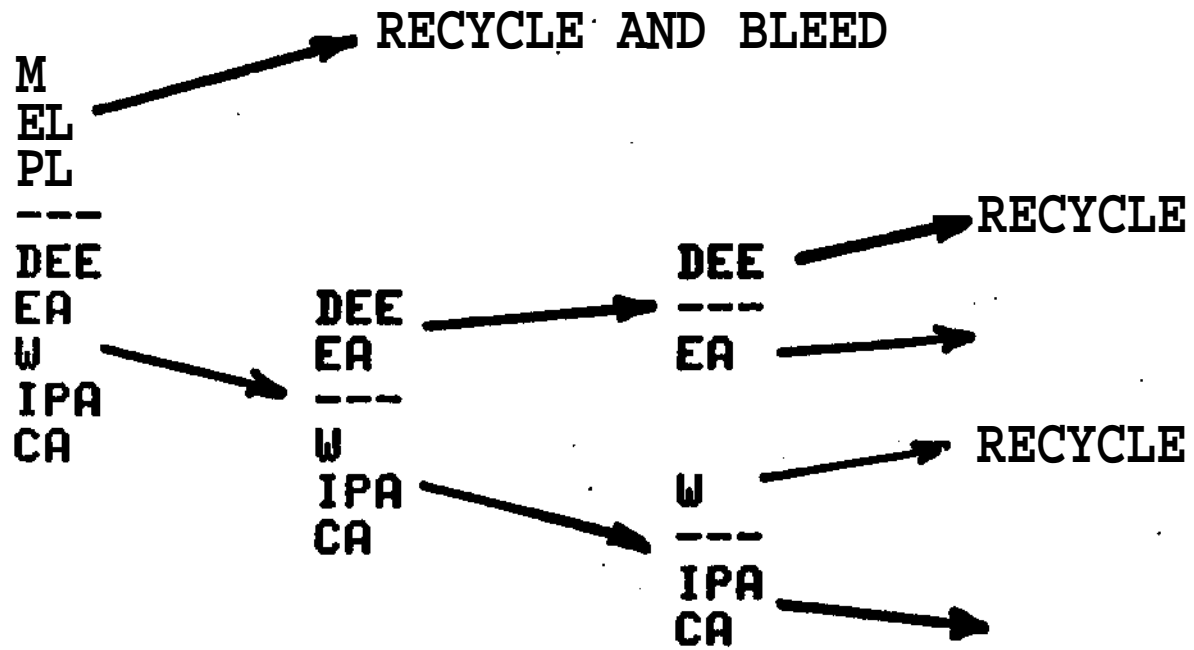 RECYCLE AND BLEED
M
EL
PL
---
DEE
EA
W
IPA
CA
DEE
EA
---
W
IPA
CA
DEE
---
EA
RECYCLE
W
---
IPA
CA
RECYCLE